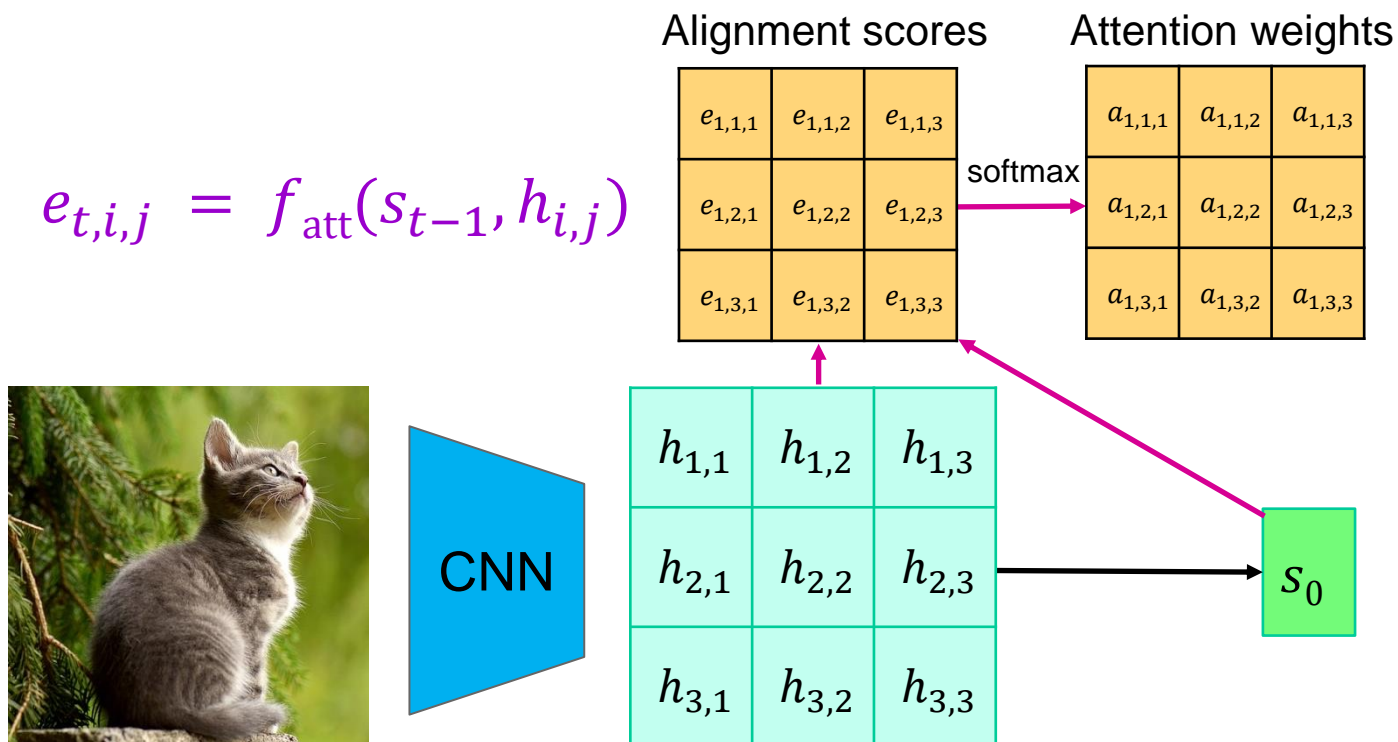 Alignment scores Attention weights
e_{1,1,1} e_{1,1,2} e_{1,1,3} a_{1,1,1} a_{1,1,2} a_{1,1,3}
softmax
e_{t,i,j} = f_{att}(s_{t−1}, h_{i,j}) e_{1,2,1} e_{1,2,2} e_{1,2,3} a_{1,2,1} a_{1,2,2} a_{1,2,3}
e_{1,3,1} e_{1,3,2} e_{1,3,3} a_{1,3,1} a_{1,3,2} a_{1,3,3}
h_{1,1} h_{1,2} h_{1,3}
CNN h_{2,1} h_{2,2} h_{2,3} s_0
h_{3,1} h_{3,2} h_{3,3}